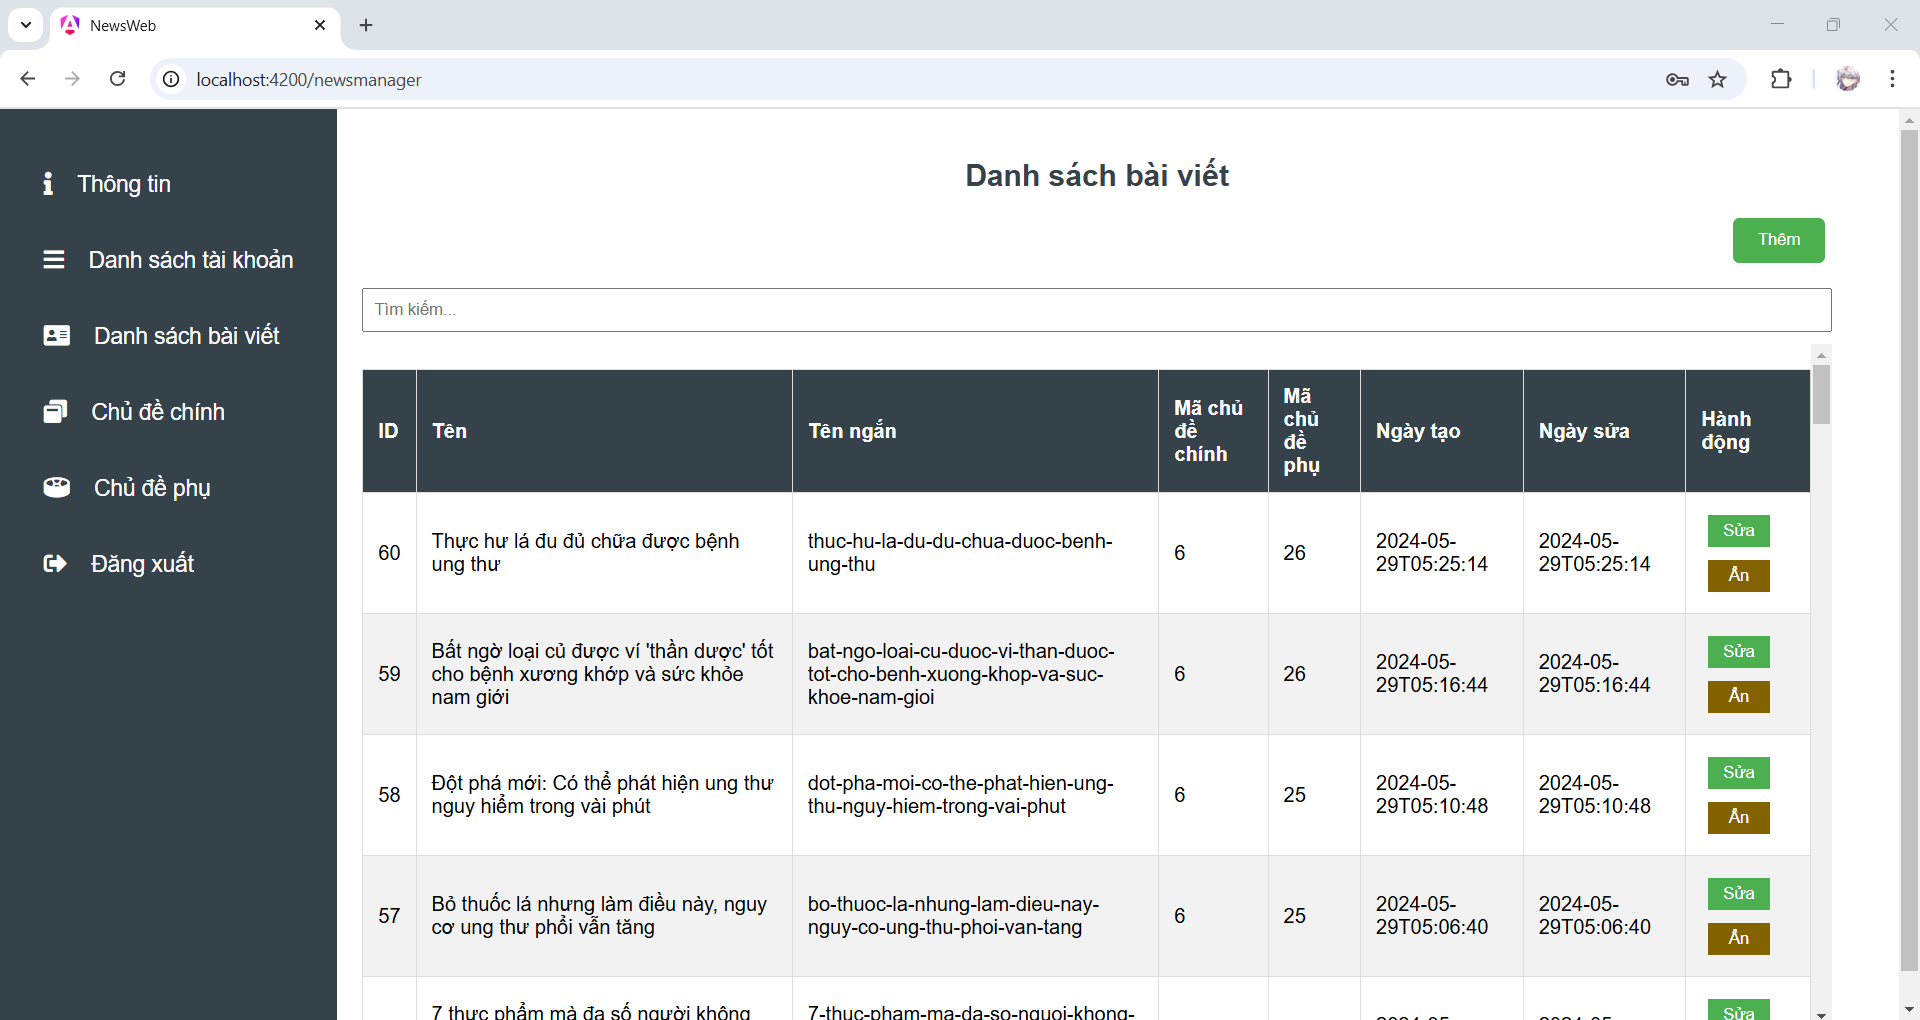 NewsWeb
localhost:4200/newsmanager
Thông tin
Danh sách tài khoản
Danh sách bài viết
Chủ đề chính
Chủ đề phụ
Đăng xuất
Danh sách bài viết
Thêm
Tìm kiếm...
ID
Tên
Tên ngắn
Mã chủ
đề
chính
Mã
chủ
đề
phụ
Ngày tạo
Ngày sửa
Hành
động
60
Thực hư lá đu đủ chữa được bệnh
ung thư
thuc-hu-la-du-du-chua-duoc-benh-
ung-thu
6
26
2024-05-
29T05:25:14
2024-05-
29T05:25:14
Sửa
Ẩn
59
Bất ngờ loại củ được ví 'thần dược' tốt
cho bệnh xương khớp và sức khỏe
nam giới
bat-ngo-loai-cu-duoc-vi-than-duoc-
tot-cho-benh-xuong-khop-va-suc-
khoe-nam-gioi
6
26
2024-05-
29T05:16:44
2024-05-
29T05:16:44
Sửa
Ẩn
58
Đột phá mới: Có thể phát hiện ung thư
nguy hiểm trong vài phút
dot-pha-moi-co-the-phat-hien-ung-
thu-nguy-hiem-trong-vai-phut
6
25
2024-05-
29T05:10:48
2024-05-
29T05:10:48
Sửa
Ẩn
57
Bỏ thuốc lá nhưng làm điều này, nguy
cơ ung thư phổi vẫn tăng
bo-thuoc-la-nhung-lam-dieu-nay-
nguy-co-ung-thu-phoi-van-tang
6
25
2024-05-
29T05:06:40
2024-05-
29T05:06:40
Sửa
Ẩn
7 thực phẩm mà đa số người không
7-thuc-pham-ma-da-so-nguoi-khong-
2024-05-
2024-05-
Sửa